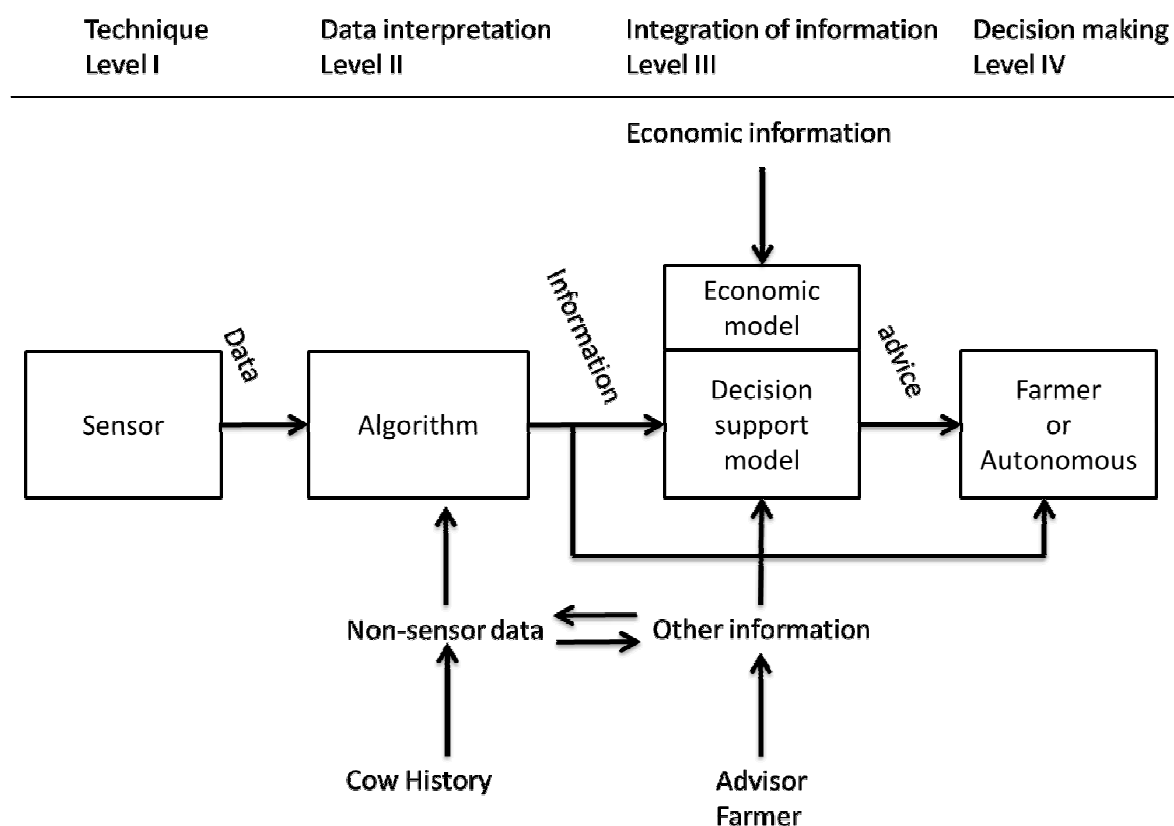 Technique
Level I
Data interpretation
Level II
Integration of information
Level III
Decision making
Level IV
Economic information
Economic
model
Data
Information
advice
Sensor
Algorithm
Decision
support
model
Farmer
or
Autonomous
Non-sensor data
Other information
Cow History
Advisor
Farmer